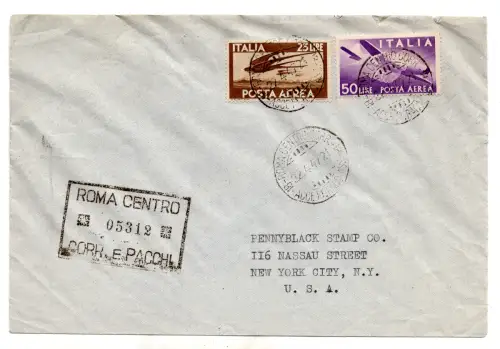 ITALIA 25 LIRE
POSTA AEREA
ITALIA
50 LIRE POSTA AEREA
ROMA CENTRO
05312
CORR. E PACCHI
PENNYBLACK STAMP CO.
116 NASSAU STREET
NEW YORK CITY, N.Y.
U. S. A.